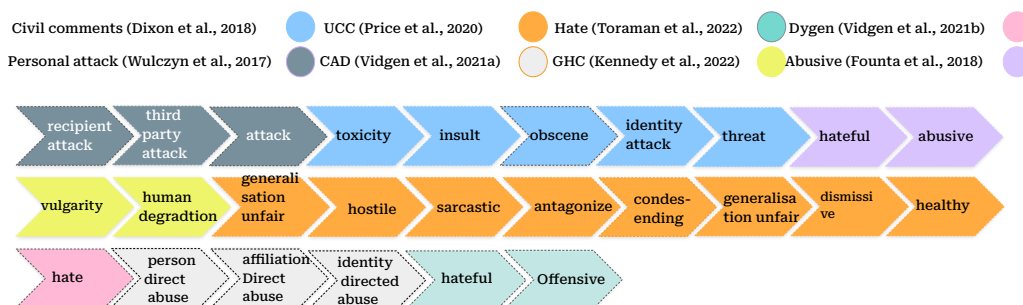 Civil comments (Dixon et al., 2018) UCC (Price et al., 2020) Hate (Toraman et al., 2022) Dygen (Vidgen et al., 2021b)
Personal attack (Wulczyn et al., 2017) CAD (Vidgen et al., 2021a) GHC (Kennedy et al., 2022) Abusive (Founta et al., 2018)
recipient
attack
third
party
attack
attack
toxicity
insult
obscene
identity
attack
threat
hateful
abusive
vulgarity
human
degradtion
generali
sation
unfair
hostile
sarcastic
antagonize
condes-
ending
generalisa
tion unfair
dismissi
ve
healthy
hate
person
direct
abuse
affiliation
Direct
abuse
identity
directed
abuse
hateful
Offensive